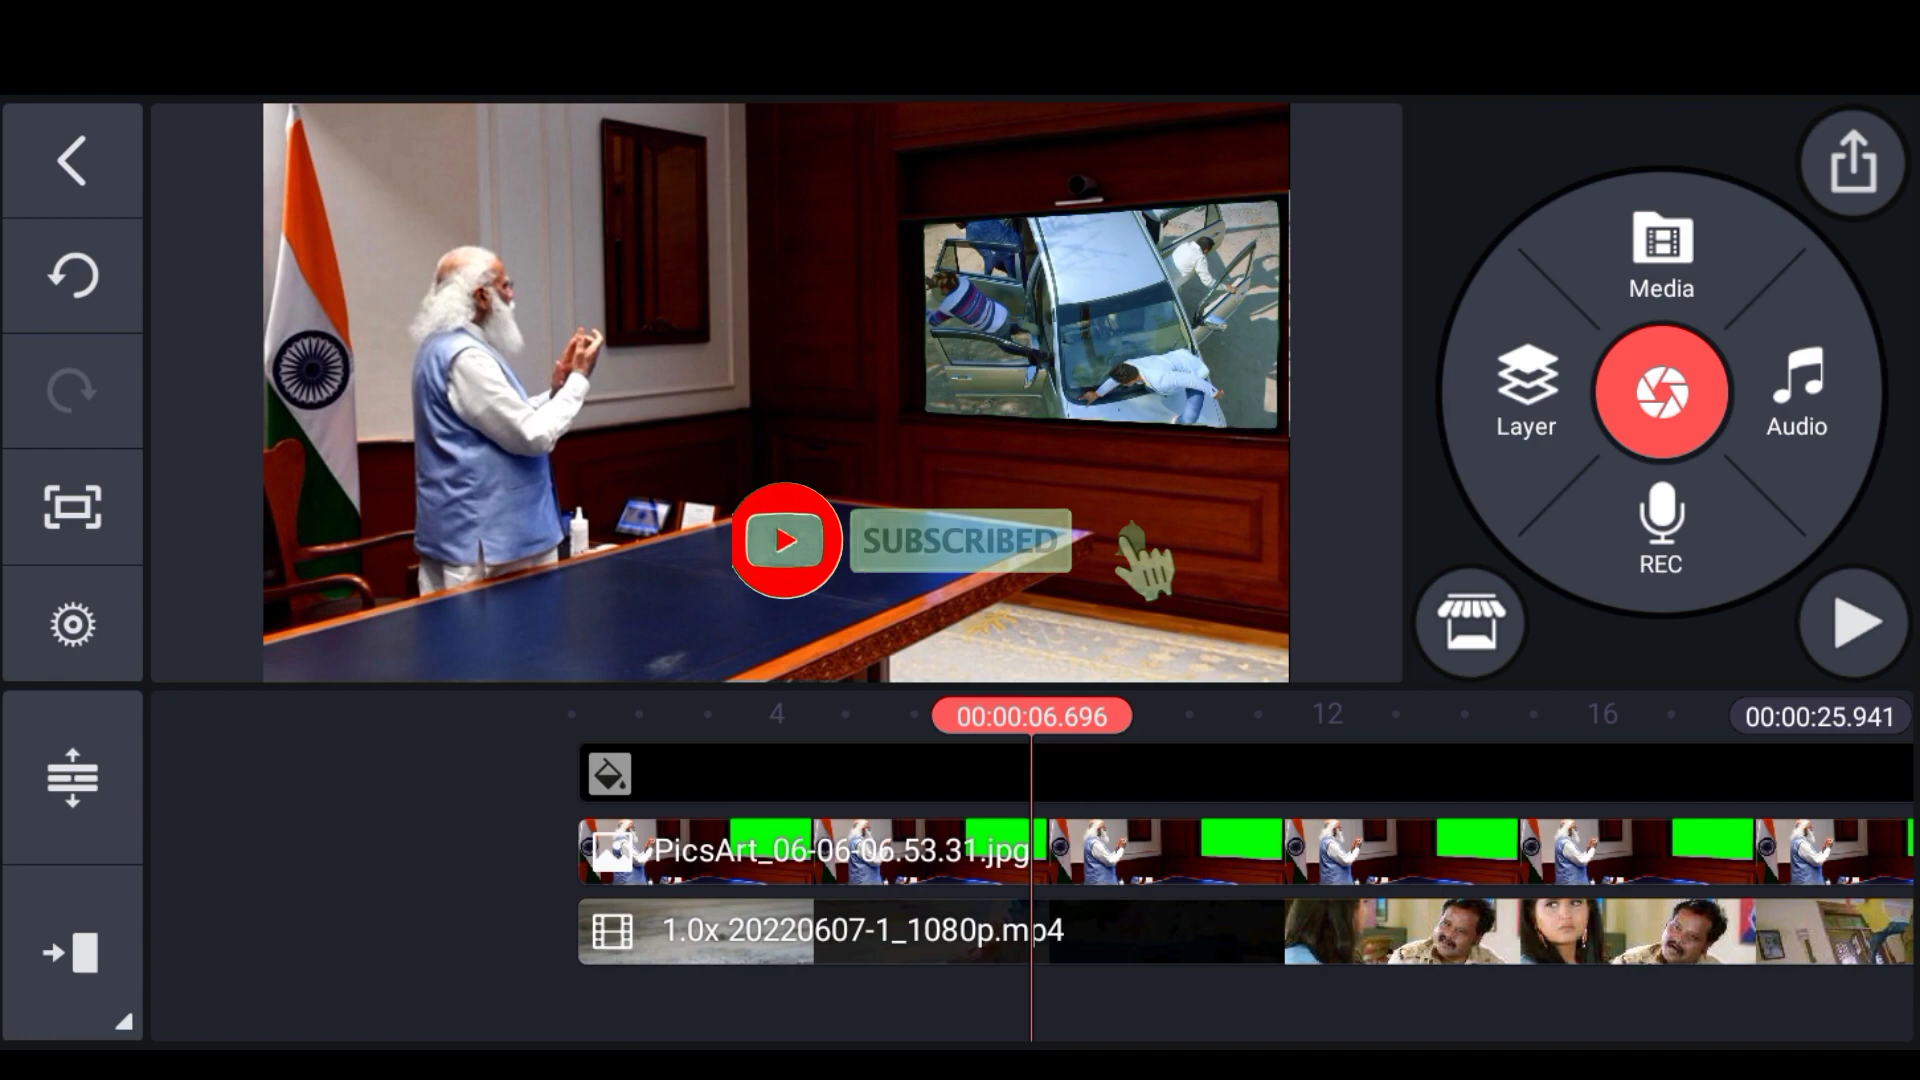 Media
Layer
Audio
REC
SUBSCRIBED
4
00:00:06.696
12
16
00:00:25.941
PicsArt_06-06-06.53.31.jpg
1.0x 20220607-1_1080p.mp4